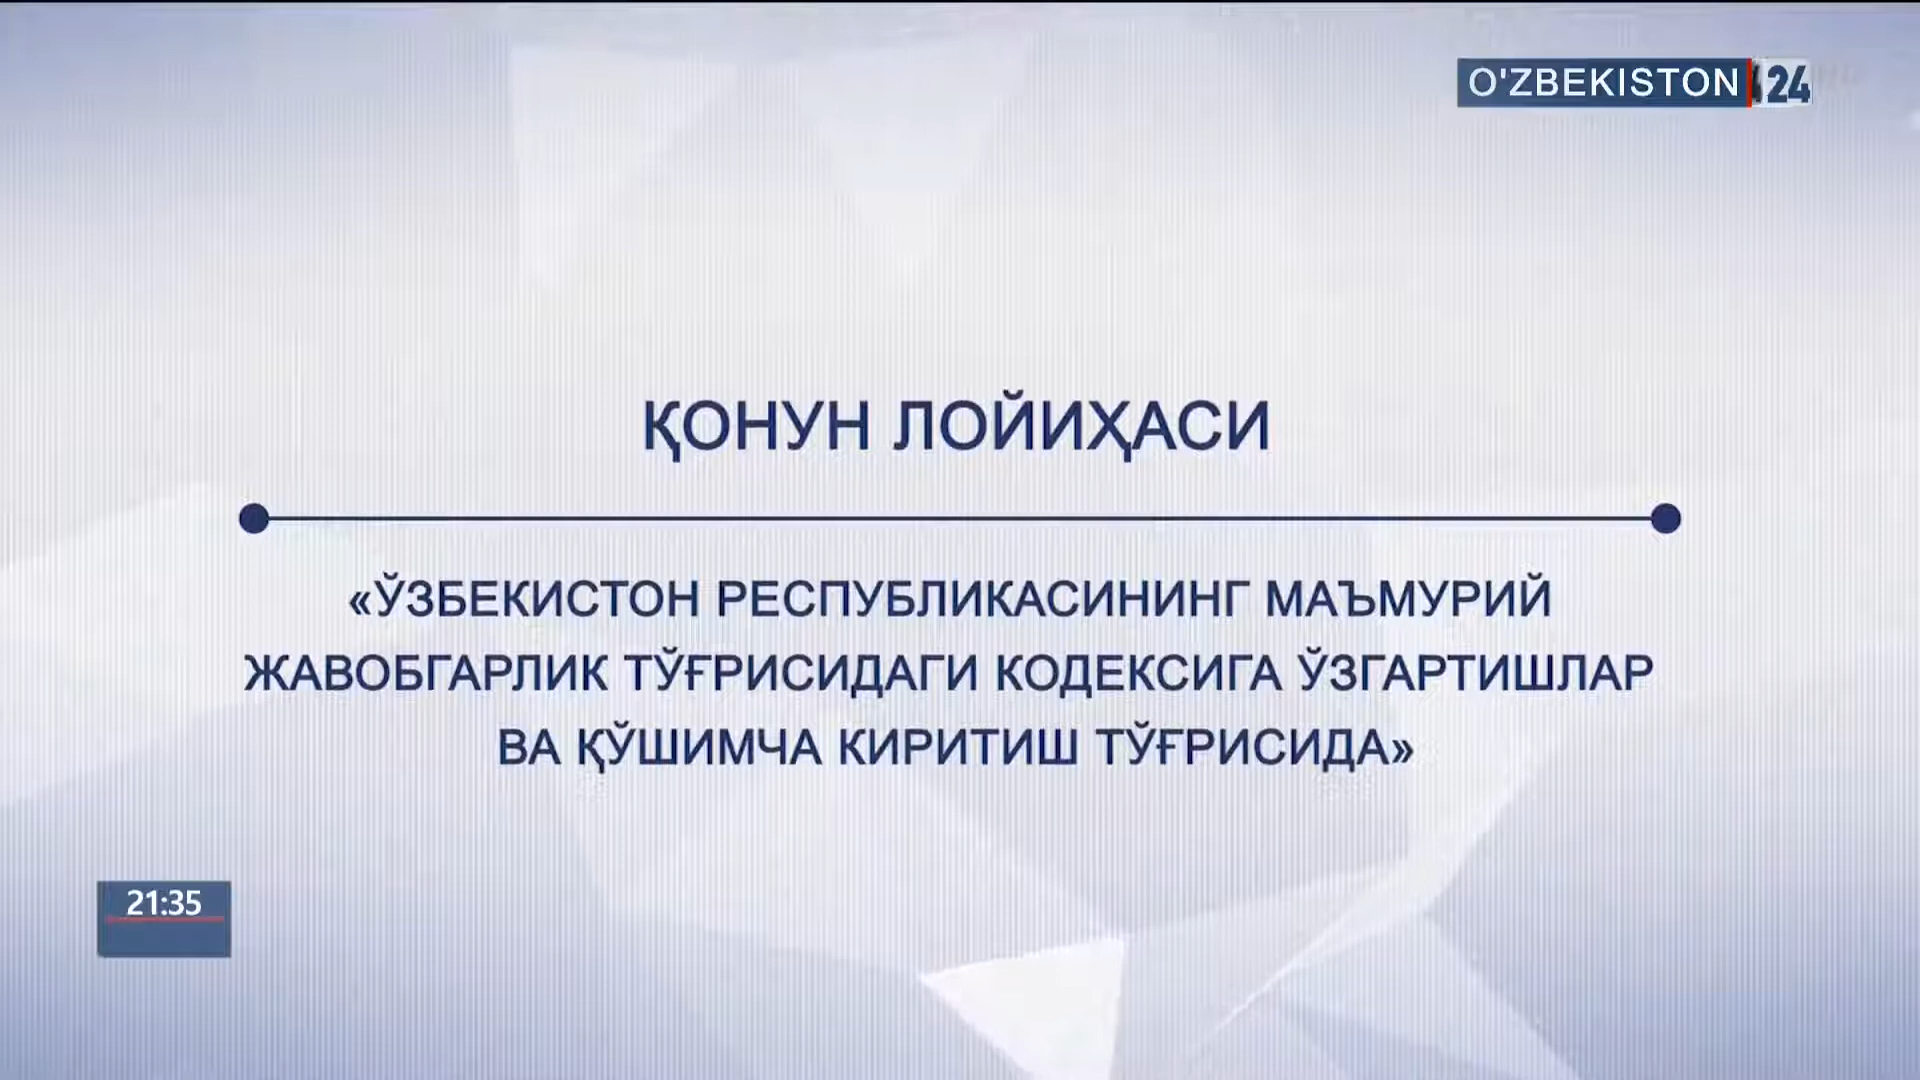 O'ZBEKISTON 24
ҚОНУН ЛОЙИҲАСИ
«ЎЗБЕКИСТОН РЕСПУБЛИКАСИНИНГ МАЪМУРИЙ
ЖАВОБГАРЛИК ТЎҒРИСИДАГИ КОДЕКСИГА ЎЗГАРТИШЛАР
ВА ҚЎШИМЧА КИРИТИШ ТЎҒРИСИДА»
21:35